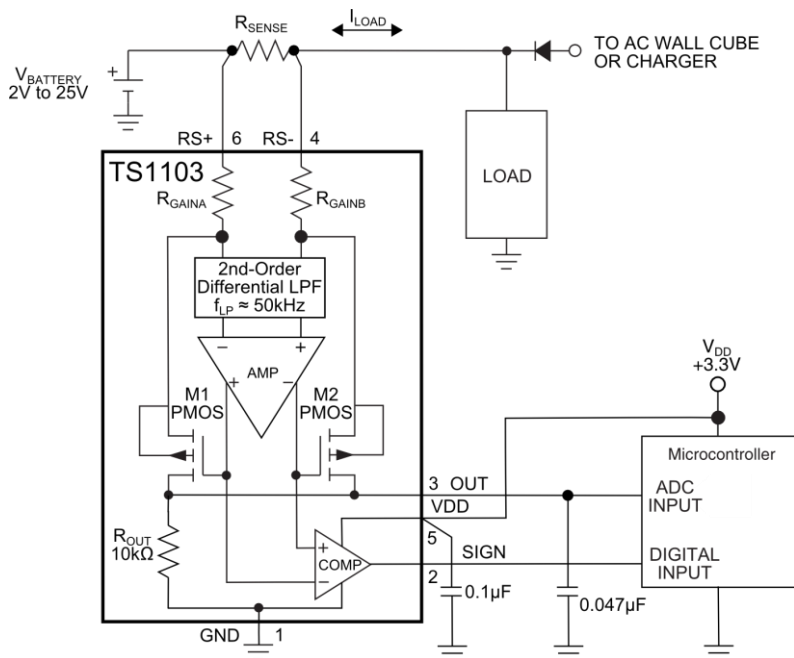 RSENSE
ILOAD
TO AC WALL CUBE
OR CHARGER
VBATTERY
2V to 25V
+
RS+
6
RS-
4
TS1103
RGAINA
RGAINB
LOAD
2nd-Order
Differential LPF
fLP ≈ 50kHz
−
+
AMP
+
−
M1
PMOS
M2
PMOS
VDD
+3.3V
Microcontroller
3 OUT
ADC
INPUT
VDD
5
ROUT
10kΩ
+
COMP
−
SIGN
2
DIGITAL
INPUT
0.1µF
0.047µF
GND
1